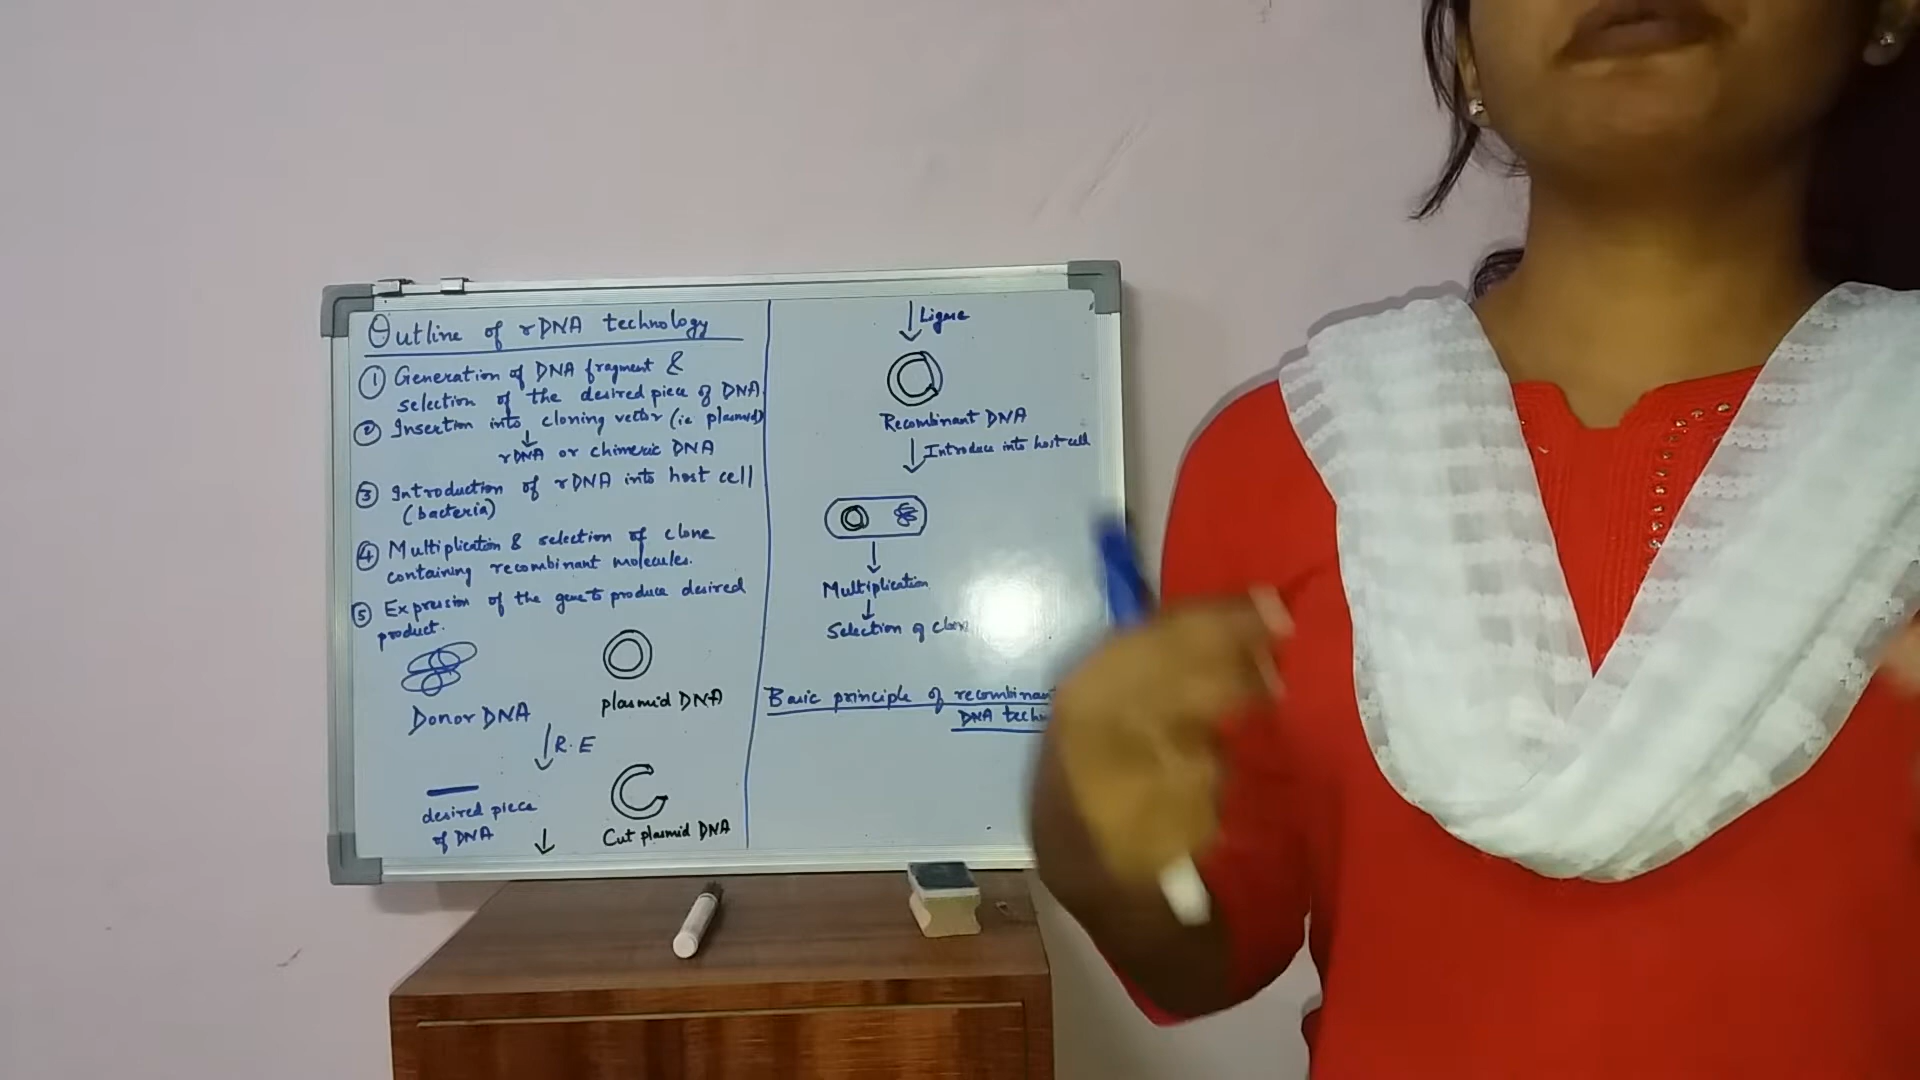 Outline of rDNA technology
① Generation of DNA fragment &
selection of the desired piece of DNA
② Insertion into cloning vector (ie plasmid)
rDNA or chimeric DNA
③ Introduction of rDNA into host cell
(bacteria)
④ Multiplication & selection of clone
containing recombinant molecules.
⑤ Expression of the gene to produce desired
product.
Donor DNA
plasmid DNA
R.E
desired piece
of DNA
Cut plasmid DNA
Ligase
Recombinant DNA
Introduce into host cell
Multiplication
Selection of
Basic principle of recombinant
DNA